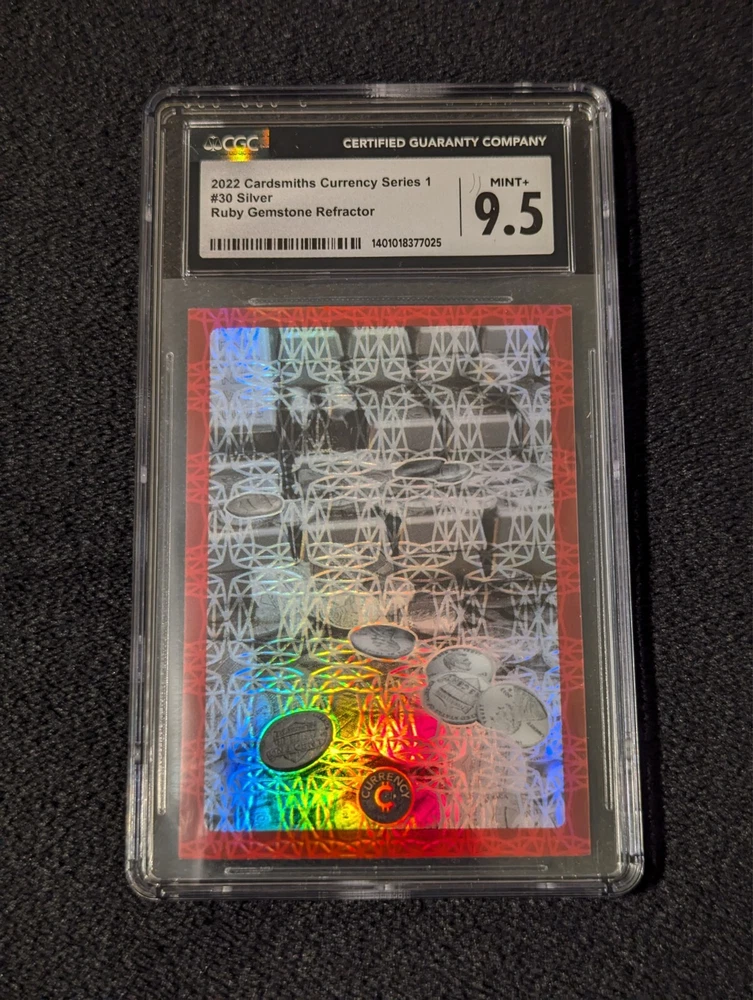 CGC
CERTIFIED GUARANTY COMPANY
2022 Cardsmiths Currency Series 1
#30 Silver
Ruby Gemstone Refractor
MINT+
9.5
1401018377025
CURRENCY